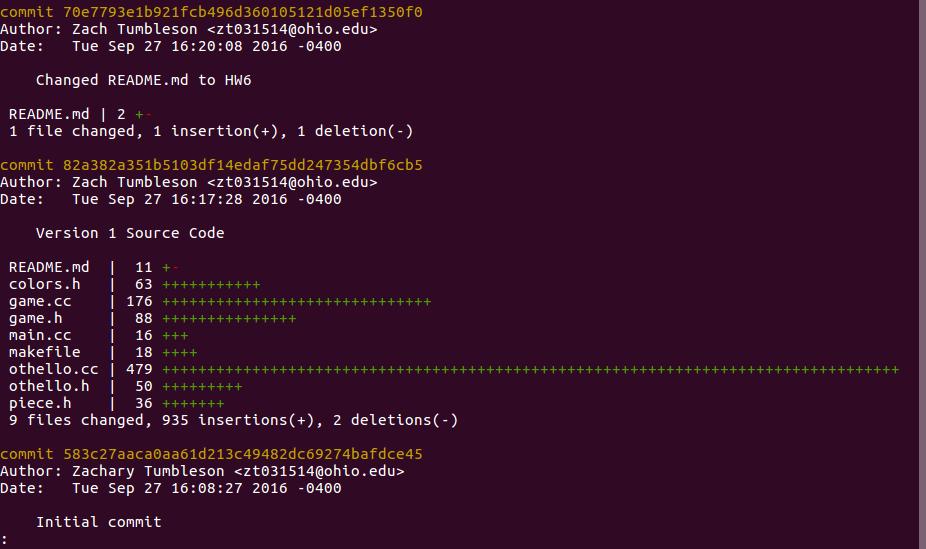 commit 70e7793e1b921fcb496d360105121d05ef1350f0
Author: Zach Tumbleson <zt031514@ohio.edu>
Date:   Tue Sep 27 16:20:08 2016 -0400
    Changed README.md to HW6
 README.md | 2 +-
 1 file changed, 1 insertion(+), 1 deletion(-)
commit 82a382a351b5103df14edaf75dd247354dbf6cb5
Author: Zach Tumbleson <zt031514@ohio.edu>
Date:   Tue Sep 27 16:17:28 2016 -0400
    Version 1 Source Code
 README.md  |  11 +-
 colors.h   |  63 +++++++++++
 game.cc    | 176 ++++++++++++++++++++++++++++++
 game.h     |  88 +++++++++++++++
 main.cc    |  16 +++
 makefile   |  18 ++++
 othello.cc | 479 ++++++++++++++++++++++++++++++++++++++++++++++++++++++++++++++++++++++++++++++++++
 othello.h  |  50 +++++++++
 piece.h    |  36 +++++++
 9 files changed, 935 insertions(+), 2 deletions(-)
commit 583c27aaca0aa61d213c49482dc69274bafdce45
Author: Zachary Tumbleson <zt031514@ohio.edu>
Date:   Tue Sep 27 16:08:27 2016 -0400
    Initial commit
: